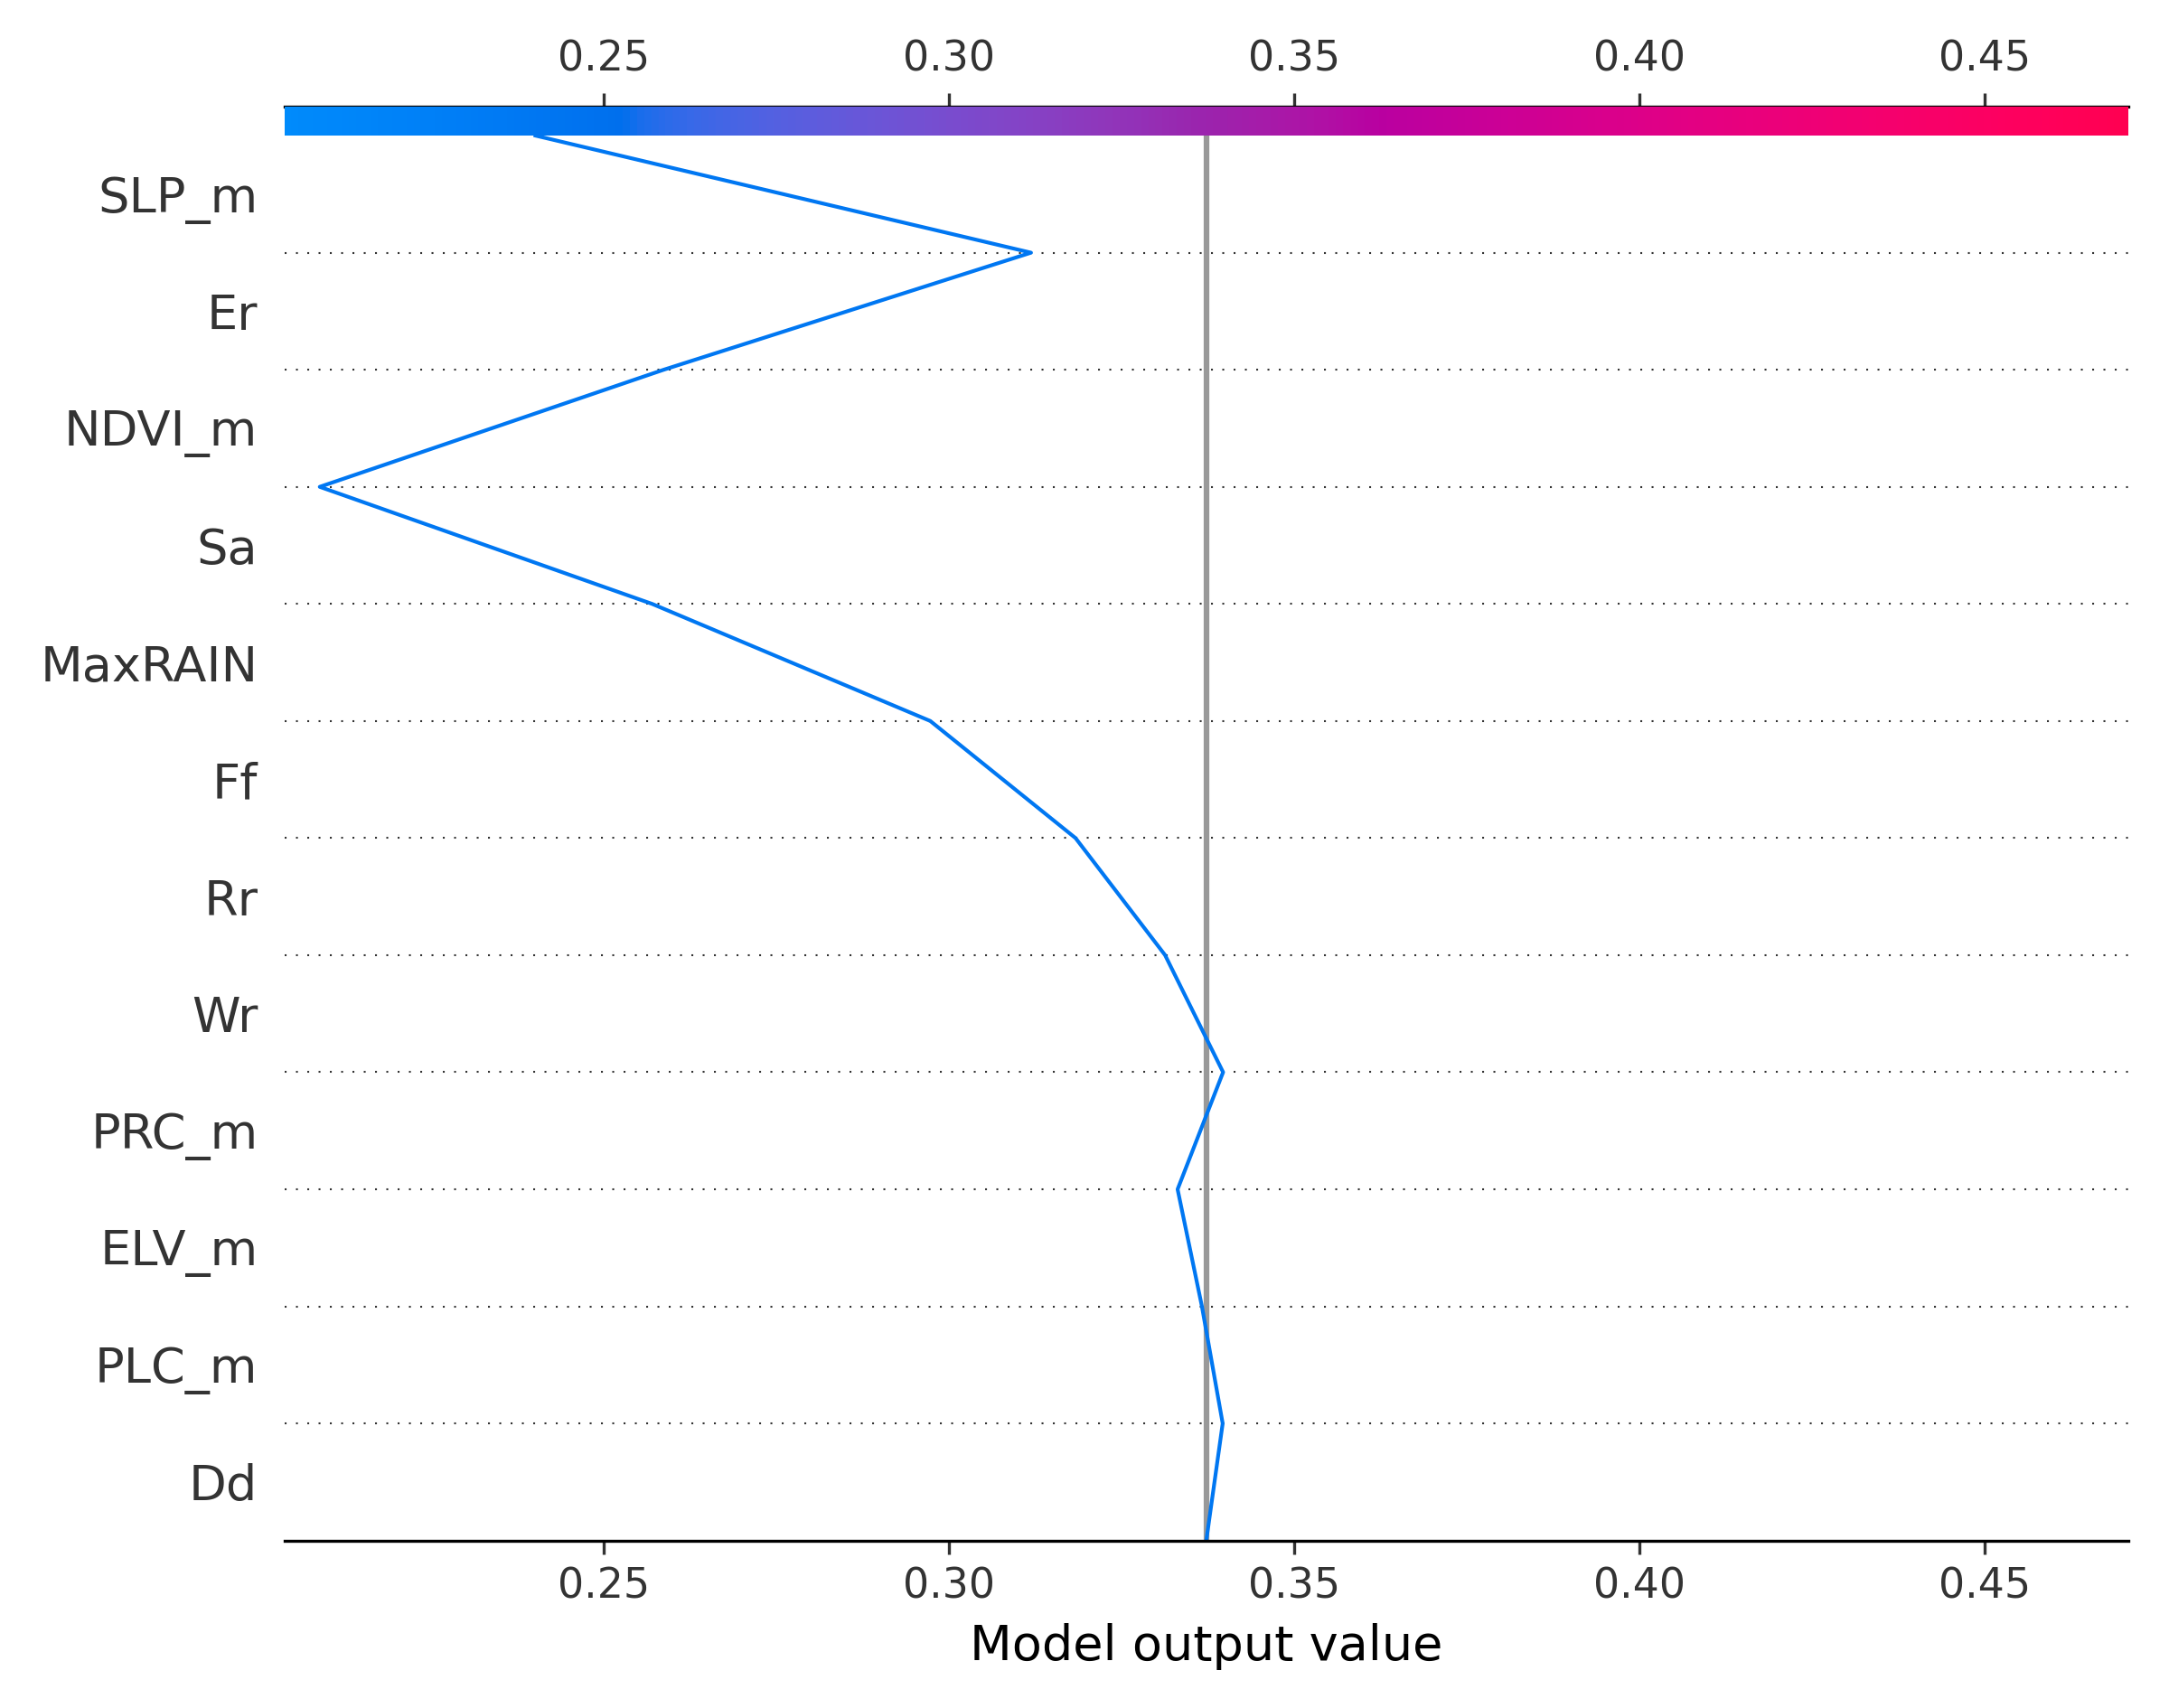 0.25 0.30 0.35 0.40 0.45
SLP_m
Er
NDVI_m
Sa
MaxRAIN
Ff
Rr
Wr
PRC_m
ELV_m
PLC_m
Dd
0.25 0.30 0.35 0.40 0.45
Model output value